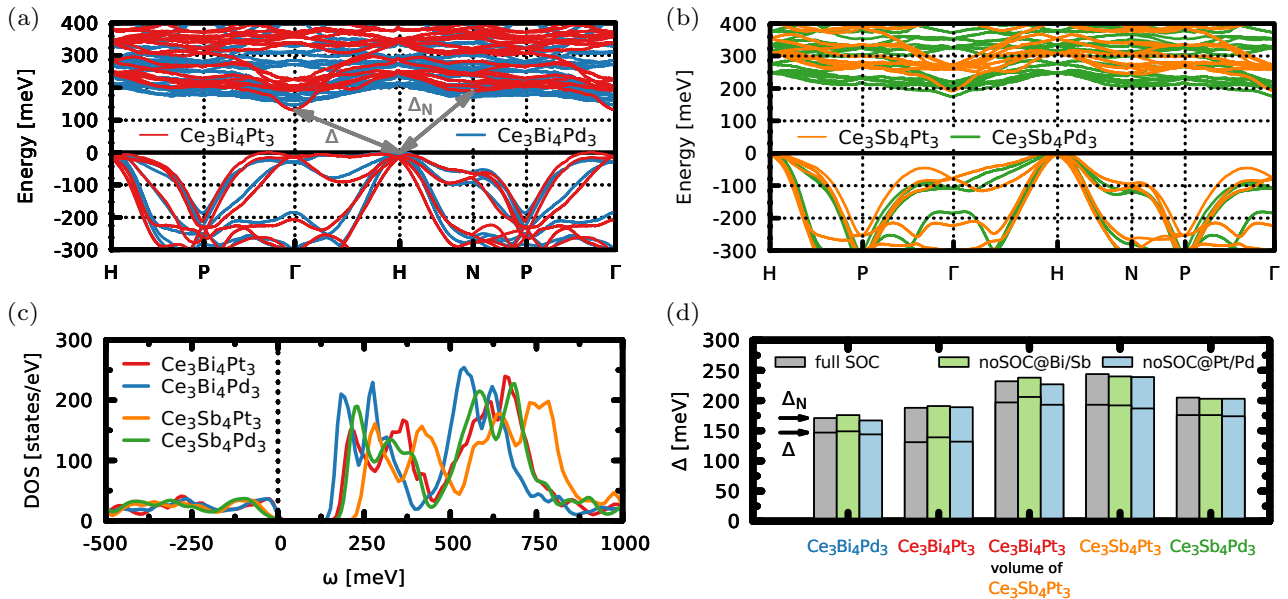 (a)
400
300
200
100
0
-100
-200
-300
Energy [meV]
Δ
ΔN
Ce3Bi4Pt3
Ce3Bi4Pd3
H P Γ H N P Γ
(b)
400
300
200
100
0
-100
-200
-300
Energy [meV]
Ce3Sb4Pt3
Ce3Sb4Pd3
H P Γ H N P Γ
(c)
300
200
100
0
DOS [states/eV]
Ce3Bi4Pt3
Ce3Bi4Pd3
Ce3Sb4Pt3
Ce3Sb4Pd3
-500 -250 0 250 500 750 1000
ω [meV]
(d)
300
250
200
150
100
50
0
Δ [meV]
full SOC
noSOC@Bi/Sb
noSOC@Pt/Pd
ΔN
Δ
Ce3Bi4Pd3 Ce3Bi4Pt3 Ce3Bi4Pt3 Ce3Sb4Pt3 Ce3Sb4Pd3
volume of
Ce3Sb4Pt3